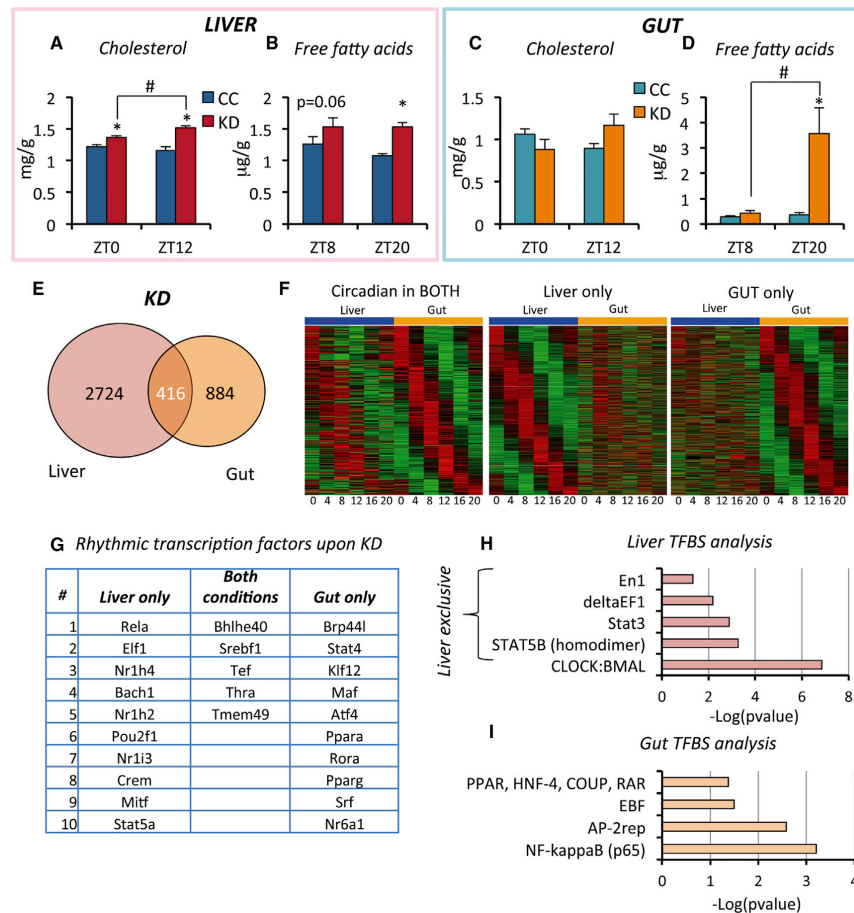 LIVER
A Cholesterol
B Free fatty acids
# 
CC
KD
mg/g
2
1.5
1
0.5
0
*
*
ZT0 ZT12
p=0.06
*
µg/g
2
1.5
1
0.5
0
ZT8 ZT20
GUT
C Cholesterol
D Free fatty acids
CC
KD
mg/g
1.5
1
0.5
0
ZT0 ZT12
#
*
µg/g
5
4
3
2
1
0
ZT8 ZT20
E KD
2724 416 884
Liver Gut
F Circadian in BOTH Liver only GUT only
Liver Gut Liver Gut Liver Gut
0 4 8 12 16 20 0 4 8 12 16 20 0 4 8 12 16 20 0 4 8 12 16 20 0 4 8 12 16 20 0 4 8 12 16 20
G Rhythmic transcription factors upon KD
# Liver only Both conditions Gut only
1 Rela Bhlhe40 Brp44l
2 Elf1 Srebf1 Stat4
3 Nr1h4 Tef Klf12
4 Bach1 Thra Maf
5 Nr1h2 Tmem49 Atf4
6 Pou2f1 Ppara
7 Nr1i3 Rora
8 Crem Pparg
9 Mitf Srf
10 Stat5a Nr6a1
H Liver TFBS analysis
Liver exclusive
En1
deltaEF1
Stat3
STAT5B (homodimer)
CLOCK:BMAL
0 2 4 6 8
-Log(pvalue)
I Gut TFBS analysis
PPAR, HNF-4, COUP, RAR
EBF
AP-2rep
NF-kappaB (p65)
0 1 2 3 4
-Log(pvalue)